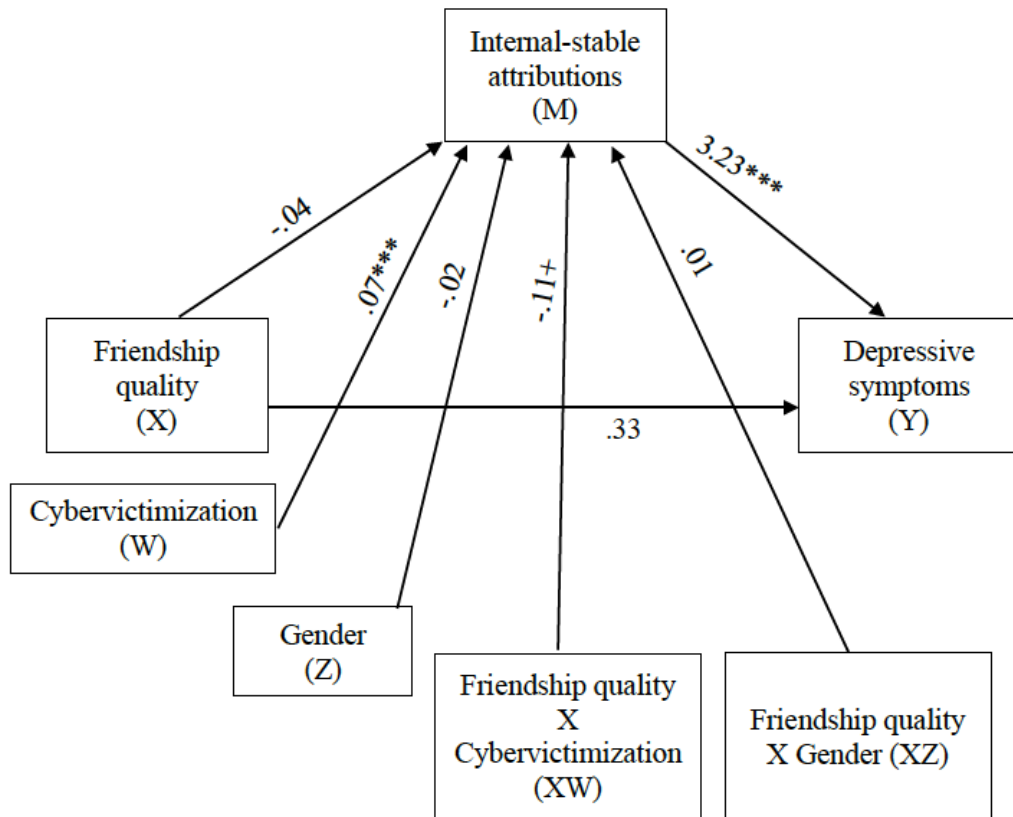 Internal-stable
attributions
(M)
3.23***
-.04
.07***
-.02
-.11+
.01
Friendship
quality
(X)
Depressive
symptoms
(Y)
.33
Cybervictimization
(W)
Gender
(Z)
Friendship quality
X
Cybervictimization
(XW)
Friendship quality
X Gender (XZ)